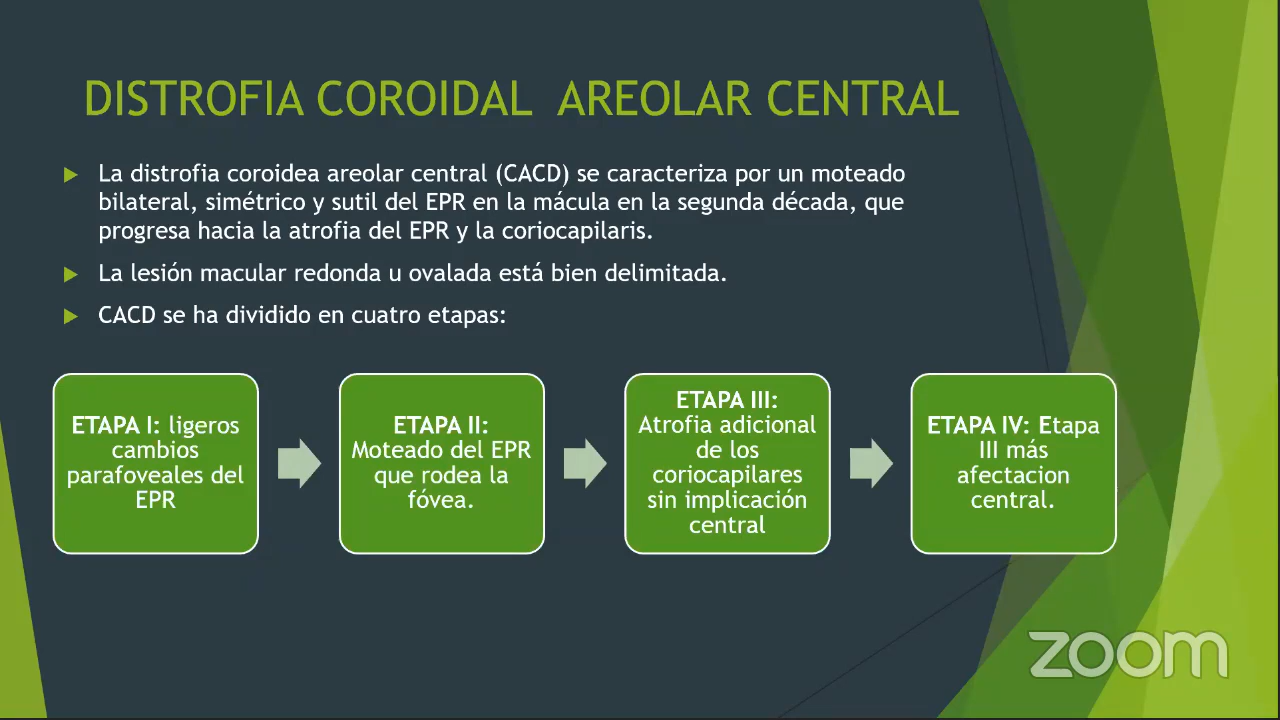 DISTROFIA COROIDAL AREOLAR CENTRAL
La distrofia coroidea areolar central (CACD) se caracteriza por un moteado
bilateral, simétrico y sutil del EPR en la mácula en la segunda década, que
progresa hacia la atrofia del EPR y la coriocapilaris.
La lesión macular redonda u ovalada está bien delimitada.
CACD se ha dividido en cuatro etapas:
ETAPA I: ligeros
cambios
parafoveales del
EPR
ETAPA II:
Moteado del EPR
que rodea la
fóvea.
ETAPA III:
Atrofia adicional
de los
coriocapilares
sin implicación
central
ETAPA IV: Etapa
III más
afectacion
central.
zoom